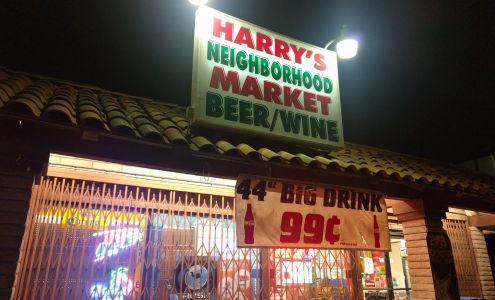 HARRY'S
NEIGHBORHOOD
MARKET
BEER/WINE
44oz BIG DRINK
99¢